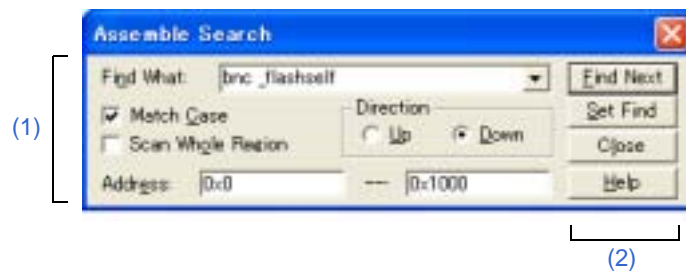 Assemble Search
Find What: bnc _flashself Find Next
(1)
Match Case Direction Set Find
Scan Whole Region Up Down Close
Address: 0x0 --- 0x1000 Help
(2)